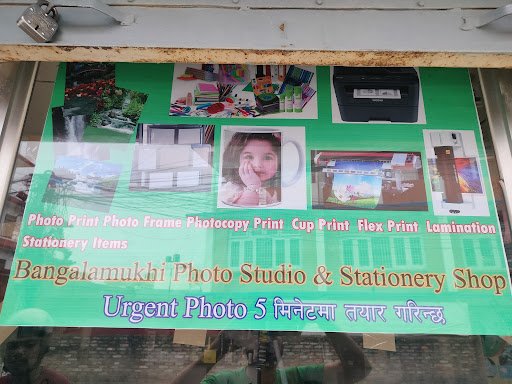 brother
Photo Print Photo Frame Photocopy Print Cup Print Flex Print Lamination
Stationery Items
Bangalamukhi Photo Studio & Stationery Shop
Urgent Photo 5 मिनेटमा तयार गरिन्छ